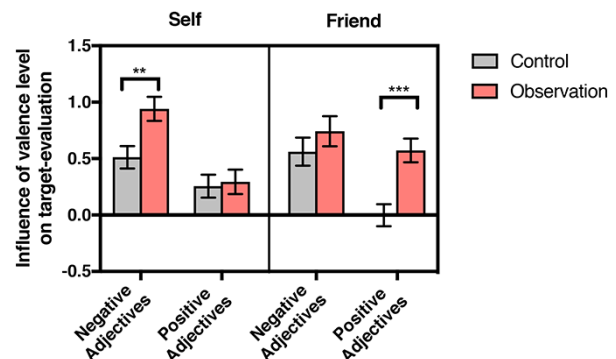 Self
Friend
Influence of valence level
on target-evaluation
1.5
1.0
0.5
0.0
-0.5
**
***
Negative
Adjectives
Positive
Adjectives
Negative
Adjectives
Positive
Adjectives
Control
Observation